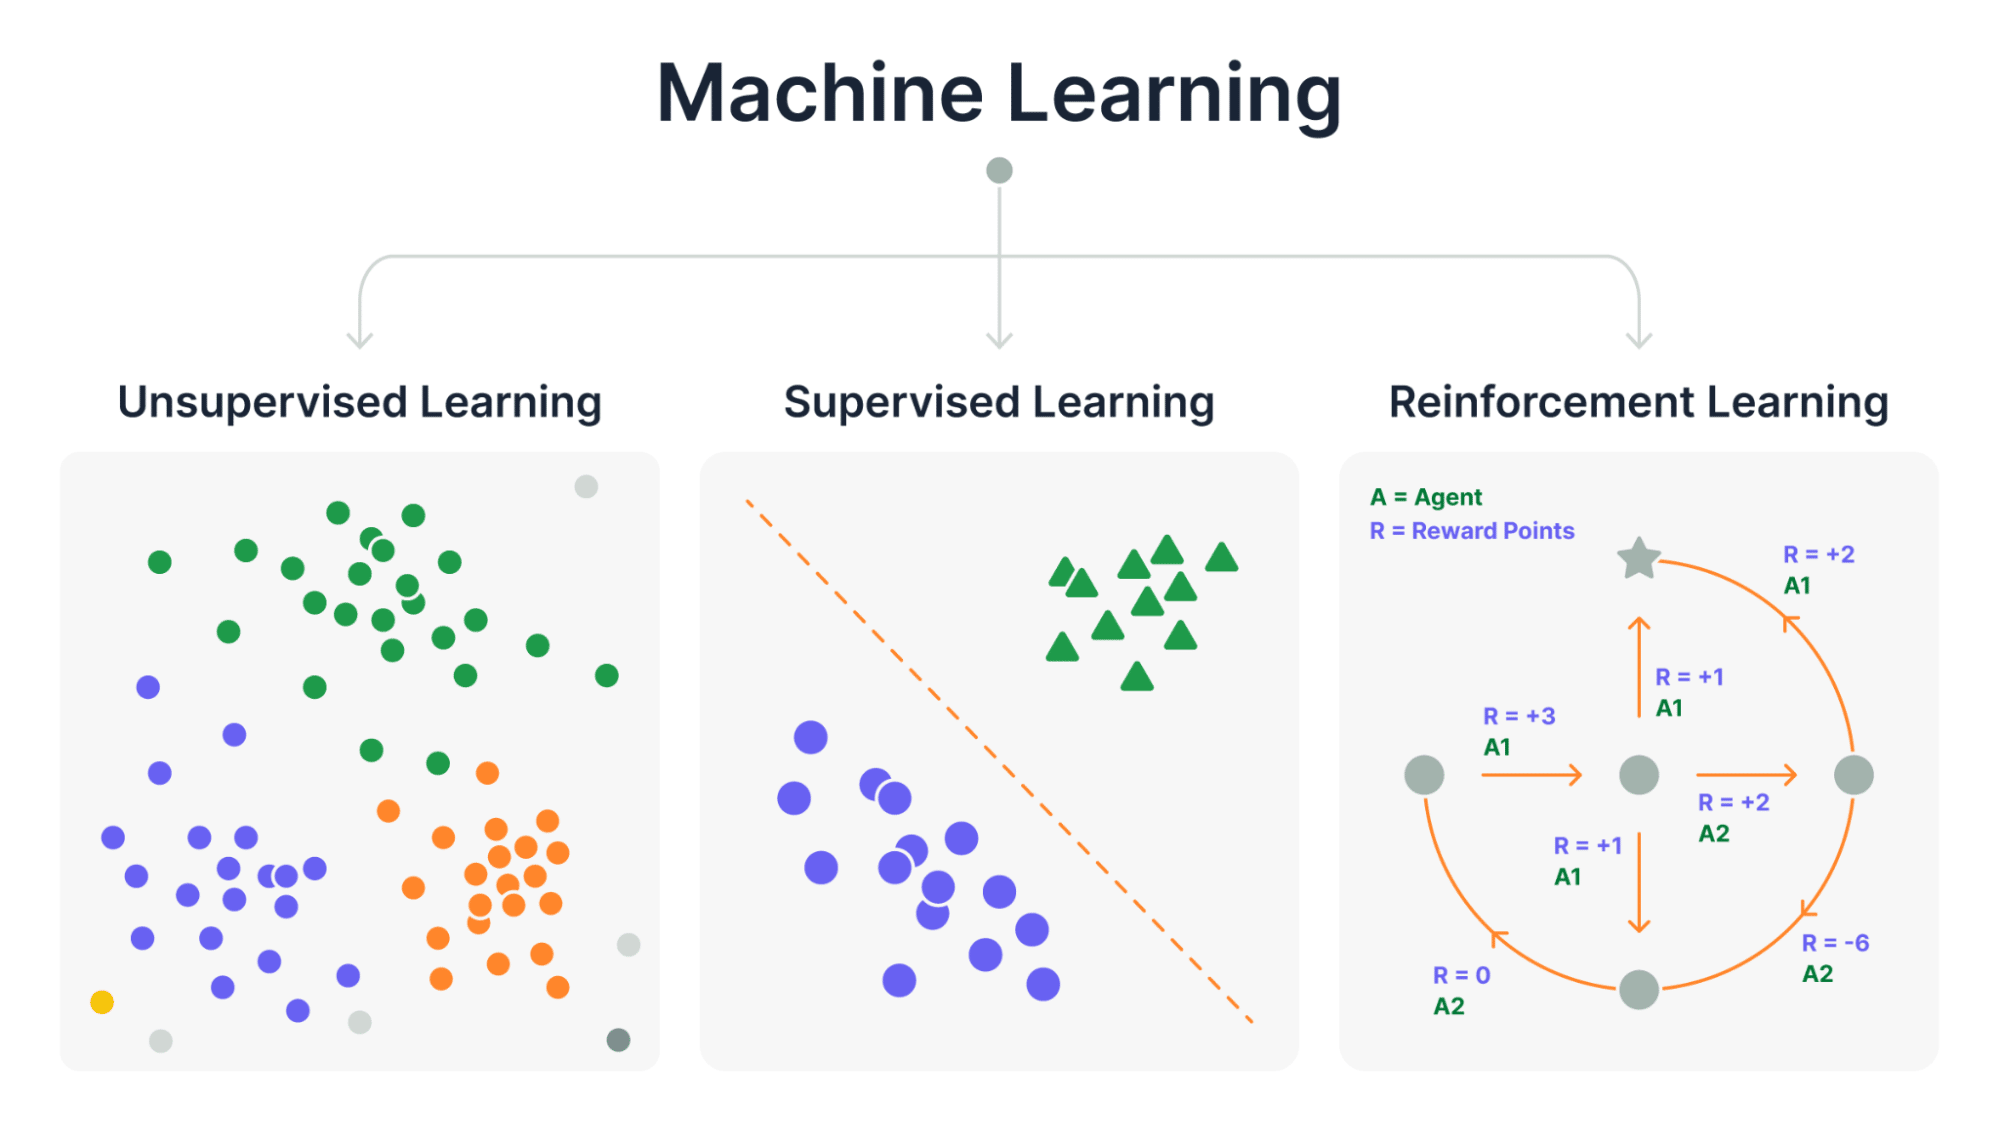 Machine Learning
Unsupervised Learning
Supervised Learning
Reinforcement Learning
A = Agent
R = Reward Points
R = +2
A1
R = +1
A1
R = +3
A1
R = +2
A2
R = +1
A1
R = -6
A2
R = 0
A2